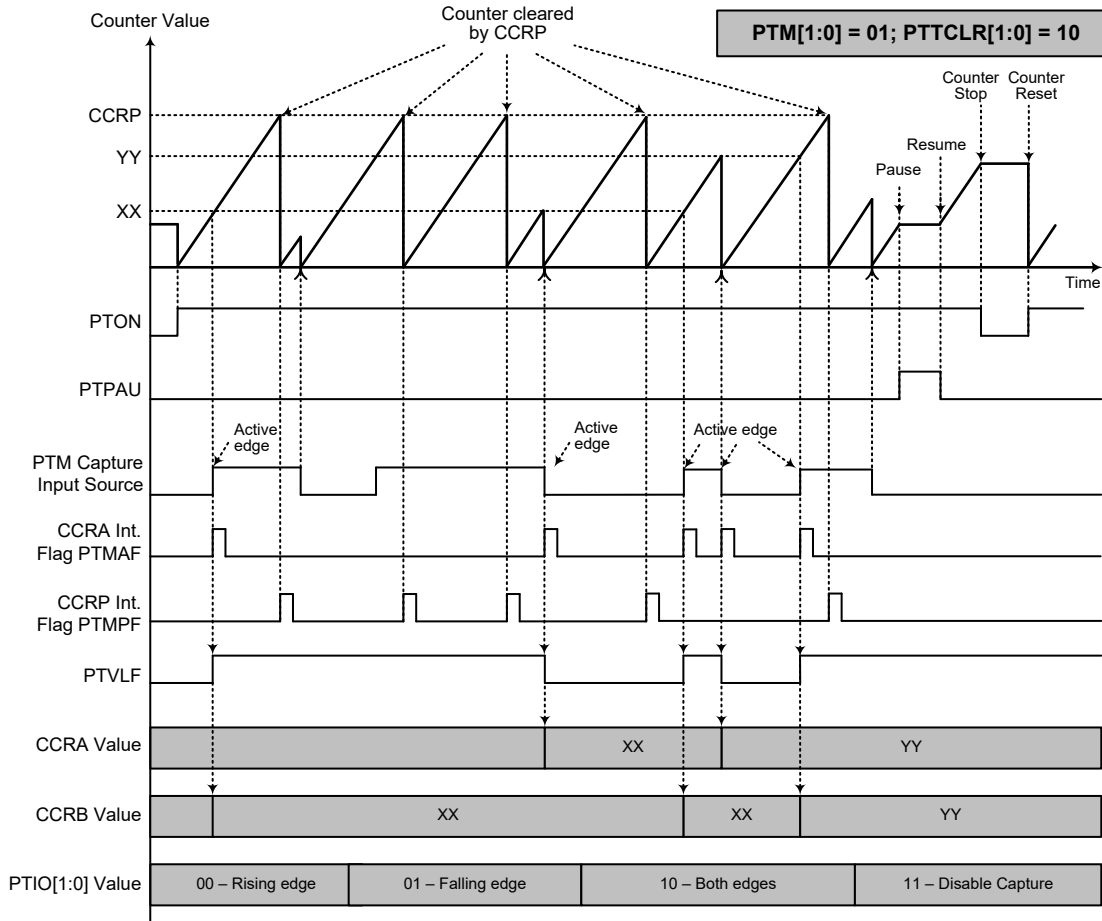 Counter Value
Counter cleared
by CCRP
PTM[1:0] = 01; PTTCLR[1:0] = 10
Counter
Stop
Counter
Reset
CCRP
YY
XX
Pause
Resume
Time
PTON
PTPAU
Active
edge
Active
edge
Active edge
PTM Capture
Input Source
CCRA Int.
Flag PTMAF
CCRP Int.
Flag PTMPF
PTVLF
CCRA Value
XX
YY
CCRB Value
XX
XX
YY
PTIO[1:0] Value
00 – Rising edge
01 – Falling edge
10 – Both edges
11 – Disable Capture